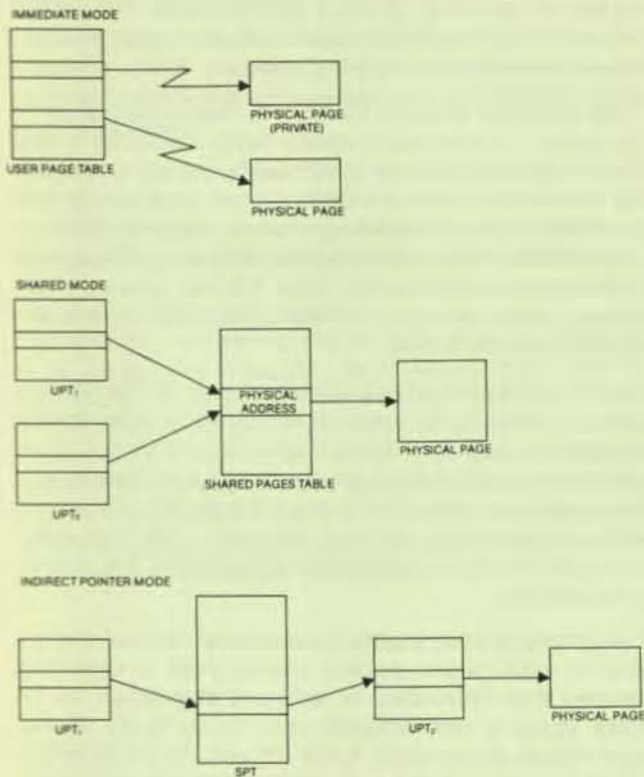 IMMEDIATE MODE
PHYSICAL PAGE
(PRIVATE)
USER PAGE TABLE
PHYSICAL PAGE
SHARED MODE
UPT₁
PHYSICAL
ADDRESS
PHYSICAL PAGE
SHARED PAGES TABLE
UPT₂
INDIRECT POINTER MODE
UPT₁
UPT₂
PHYSICAL PAGE
SPT